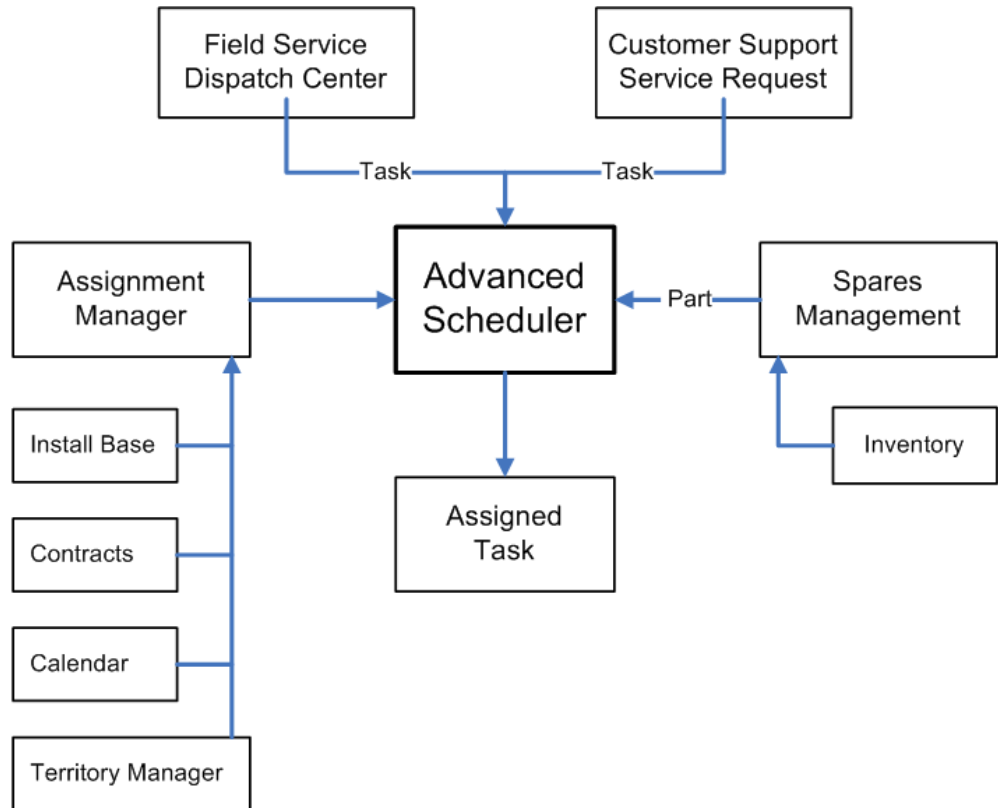 Field Service
Dispatch Center
Customer Support
Service Request
Task
Task
Assignment
Manager
Advanced
Scheduler
Part
Spares
Management
Install Base
Inventory
Assigned
Task
Contracts
Calendar
Territory Manager